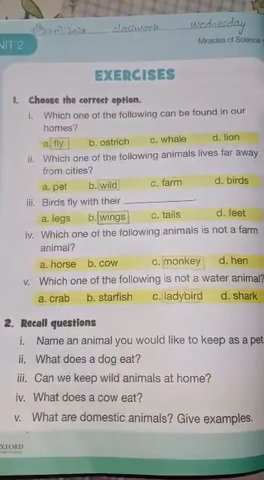 classwork Wednesday
NIT 2
Miracles of Science
EXERCISES
1. Choose the correct option.
i. Which one of the following can be found in our
homes?
a. fly b. ostrich c. whale d. lion
ii. Which one of the following animals lives far away
from cities?
a. pet b. wild c. farm d. birds
iii. Birds fly with their
a. legs b. wings c. tails d. feet
iv. Which one of the following animals is not a farm
animal?
a. horse b. cow c. monkey d. hen
v. Which one of the following is not a water animal?
a. crab b. starfish c. ladybird d. shark
2. Recall questions
i. Name an animal you would like to keep as a pet
ii. What does a dog eat?
iii. Can we keep wild animals at home?
iv. What does a cow eat?
v. What are domestic animals? Give examples.
XFORD